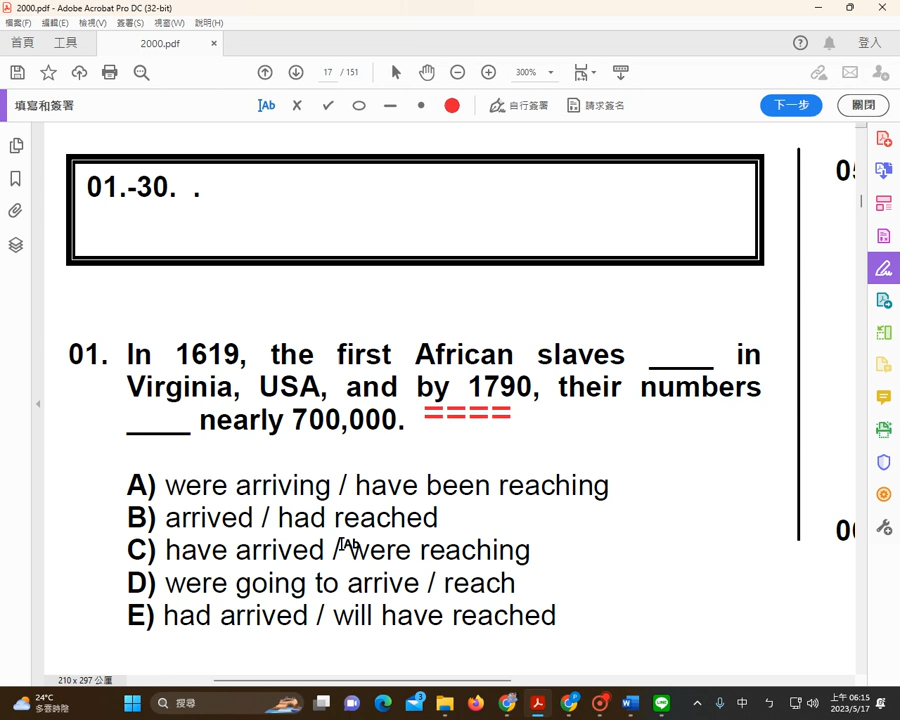 2000.pdf - Adobe Acrobat Pro DC (32-bit)
檔案(F) 編輯(E) 檢視(V) 簽署(S) 視窗(W) 說明(H)
首頁 工具 2000.pdf × 登入
17 / 151 300%
填寫和簽署 Ab 自行簽署 請求簽名 下一步 關閉
01.-30. .
05
01. In 1619, the first African slaves ____ in
Virginia, USA, and by 1790, their numbers
____ nearly 700,000.
====
A) were arriving / have been reaching
B) arrived / had reached
C) have arrived / were reaching
Ab
D) were going to arrive / reach
E) had arrived / will have reached
210 x 297 公厘
24°C
多雲時陰
搜尋
3
中
上午 06:15
2023/5/17